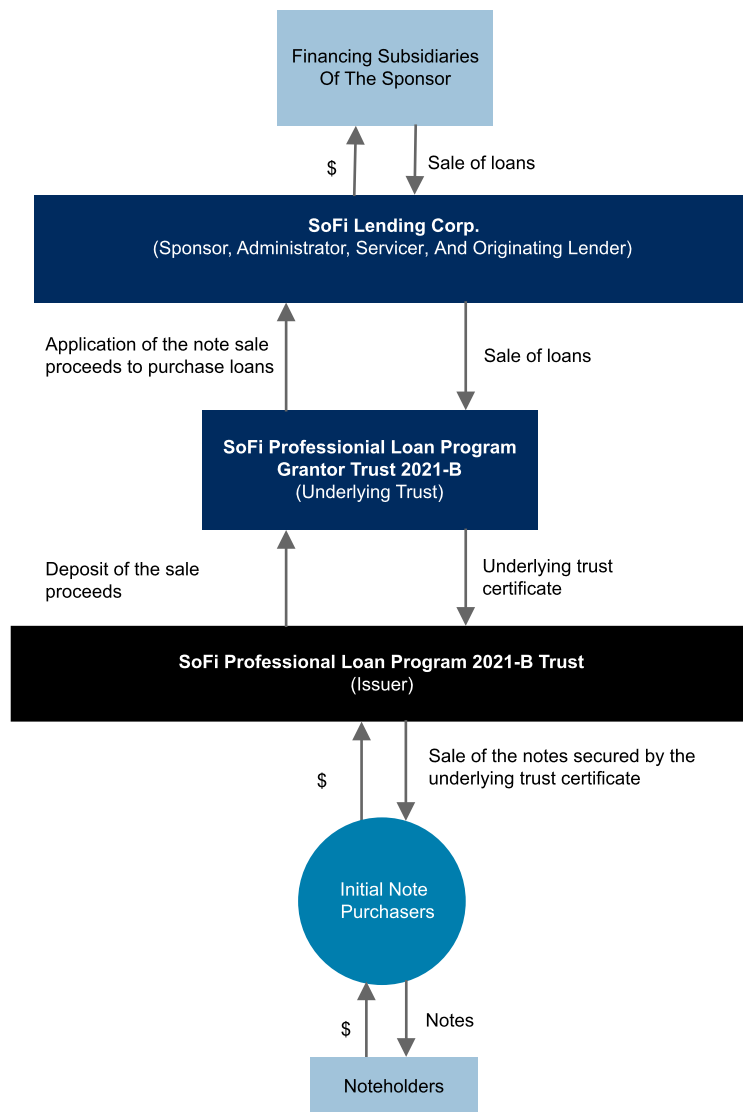 Financing Subsidiaries
Of The Sponsor
$
Sale of loans
SoFi Lending Corp.
(Sponsor, Administrator, Servicer, And Originating Lender)
Application of the note sale
proceeds to purchase loans
Sale of loans
SoFi Professionial Loan Program
Grantor Trust 2021-B
(Underlying Trust)
Deposit of the sale
proceeds
Underlying trust
certificate
SoFi Professional Loan Program 2021-B Trust
(Issuer)
$
Sale of the notes secured by the
underlying trust certificate
Initial Note
Purchasers
$
Notes
Noteholders